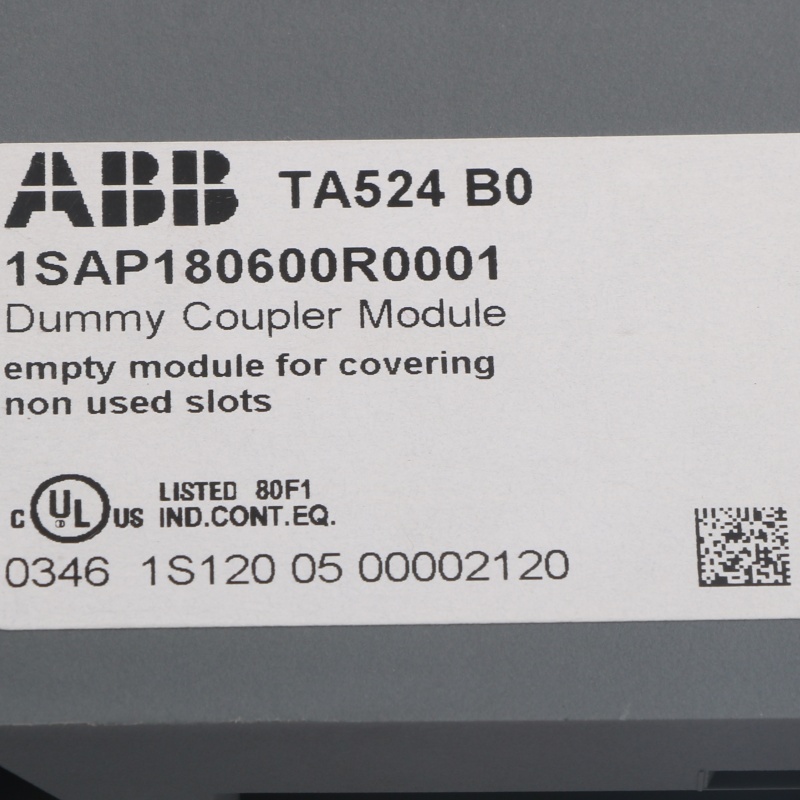 ABB TA524 B0
1SAP180600R0001
Dummy Coupler Module
empty module for covering
non used slots
C UL US LISTED 80F1
IND.CONT.EQ.
0346 1S120 05 00002120